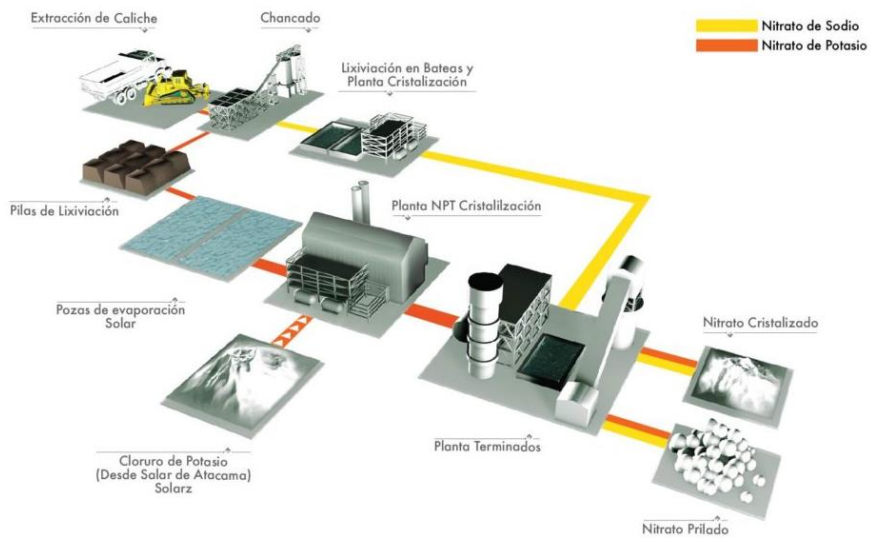 Extracción de Caliche
Chancado
Nitrato de Sodio
Nitrato de Potasio
Lixiviación en Bateas y
Planta Cristalización
Pilas de Lixiviación
Planta NPT Cristalilzación
Pozas de evaporación
Solar
Nitrato Cristalizado
Cloruro de Potasio
(Desde Salar de Atacama)
Solarz
Planta Terminados
Nitrato Prilado